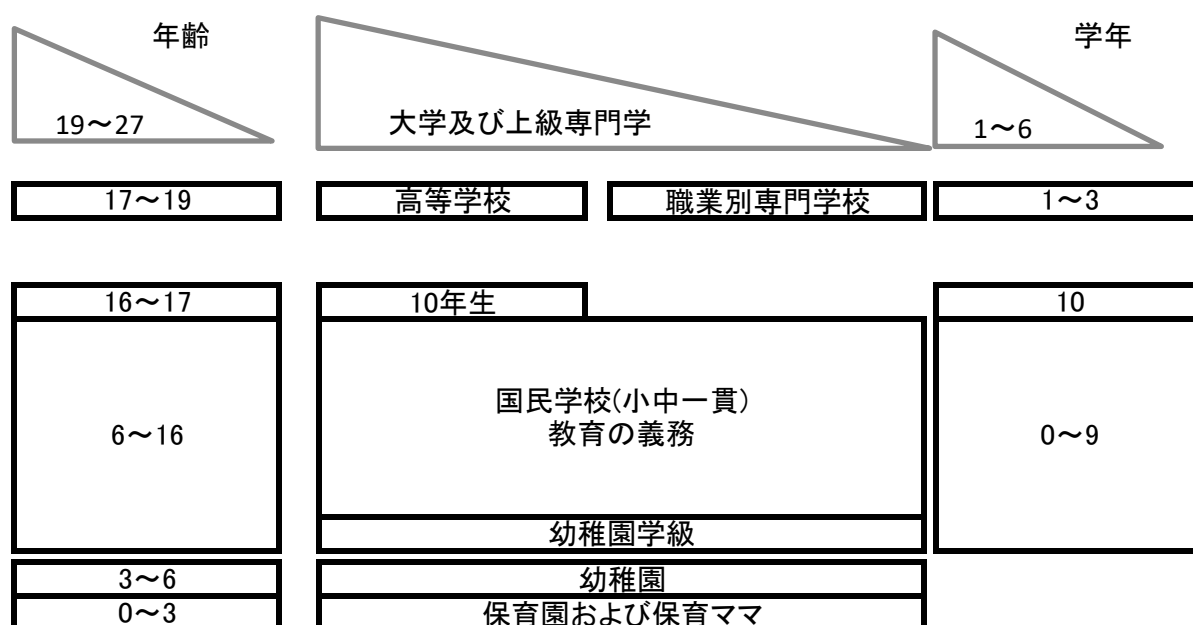 年齢
学年
19～27
大学及び上級専門学
1～6
17～19
高等学校
職業別専門学校
1～3
16～17
10年生
10
6～16
国民学校(小中一貫)
教育の義務
0～9
幼稚園学級
3～6
幼稚園
0～3
保育園および保育ママ